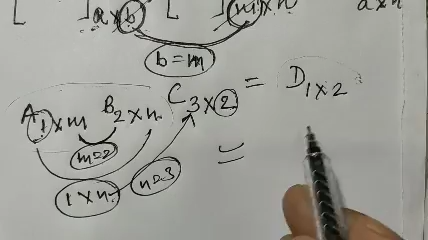 [ ]a×b [ ]m×n a×n
b=m
A1×m B2×n C3×2 = D1×2
m=2
1×n n=3
=